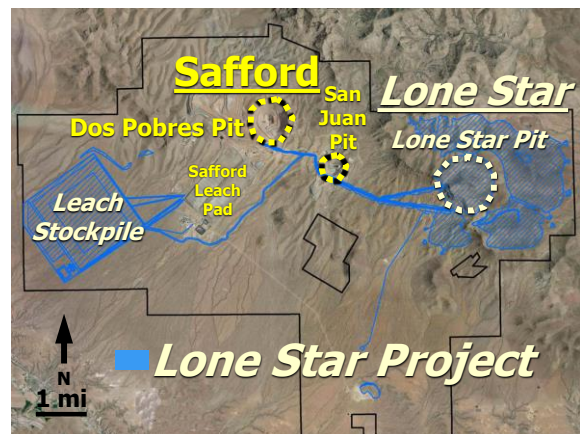 Safford
San
Juan
Pit
Lone Star
Dos Pobres Pit
Lone Star Pit
Safford
Leach
Pad
Leach
Stockpile
Lone Star Project
N
1 mi